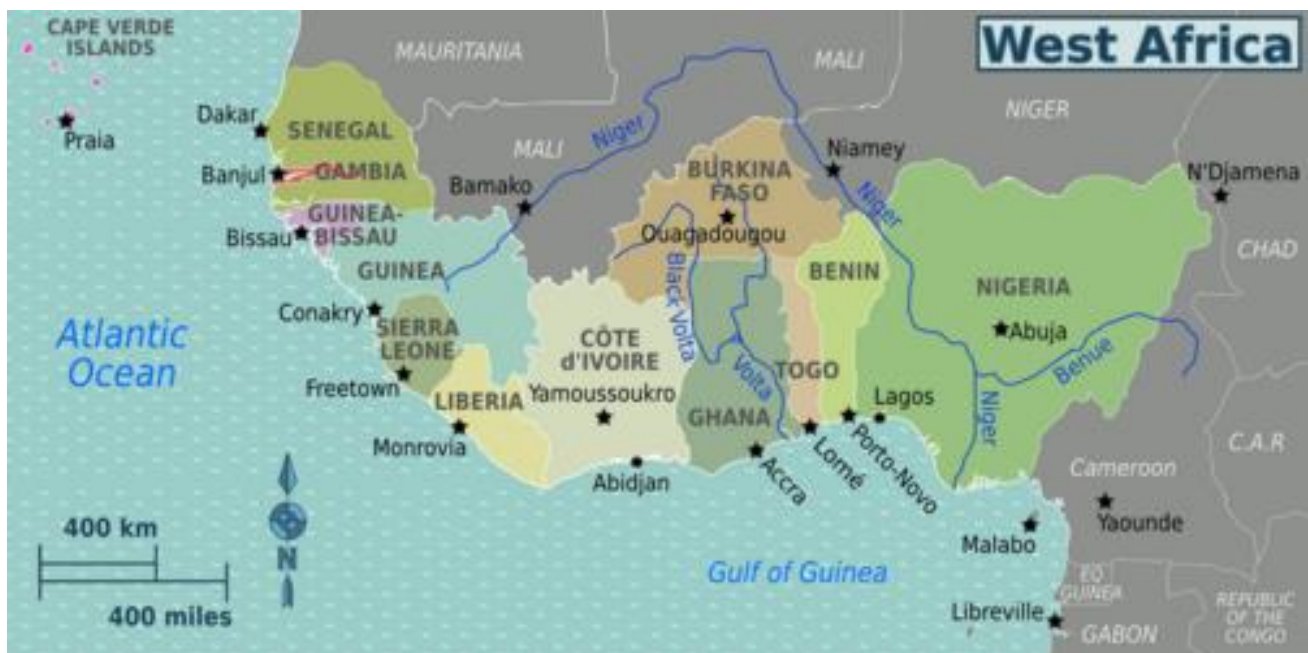 CAPE VERDE
ISLANDS
West Africa
MAURITANIA
MALI
NIGER
Dakar
SENEGAL
Praia
Niger
MALI
Niamey
BURKINA
FASO
N'Djamena
Banjul
GAMBIA
Bamako
Niger
GUINEA-
BISSAU
Bissau
Ouagadougou
CHAD
GUINEA
Black Volta
BENIN
NIGERIA
Conakry
SIERRA
LEONE
Abuja
Atlantic
Ocean
CÔTE
d'IVOIRE
Volta
TOGO
Benue
Freetown
LIBERIA
Yamoussoukro
GHANA
Lagos
Niger
Monrovia
Abidjan
Accra
Lomé
Porto-Novo
C.A.R
Cameroon
Yaounde
400 km
N
400 miles
Malabo
Gulf of Guinea
EQ
GUINEA
Libreville
GABON
REPUBLIC
OF THE
CONGO